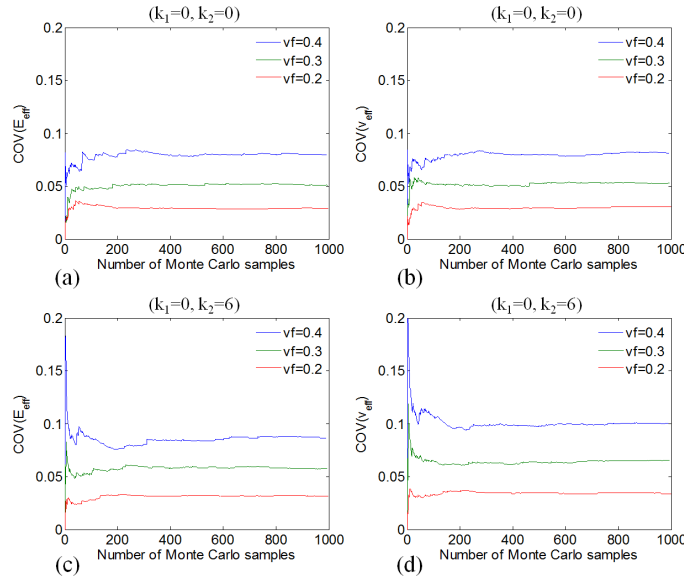 (k1=0, k2=0)
0.2
0.15
0.1
0.05
0
COV(Eeff)
vf=0.4
vf=0.3
vf=0.2
0 200 400 600 800 1000
Number of Monte Carlo samples
(a)
(k1=0, k2=0)
0.2
0.15
0.1
0.05
0
COV(veff)
vf=0.4
vf=0.3
vf=0.2
0 200 400 600 800 1000
Number of Monte Carlo samples
(b)
(k1=0, k2=6)
0.2
0.15
0.1
0.05
0
COV(Eeff)
vf=0.4
vf=0.3
vf=0.2
0 200 400 600 800 1000
Number of Monte Carlo samples
(c)
(k1=0, k2=6)
0.2
0.15
0.1
0.05
0
COV(veff)
vf=0.4
vf=0.3
vf=0.2
0 200 400 600 800 1000
Number of Monte Carlo samples
(d)